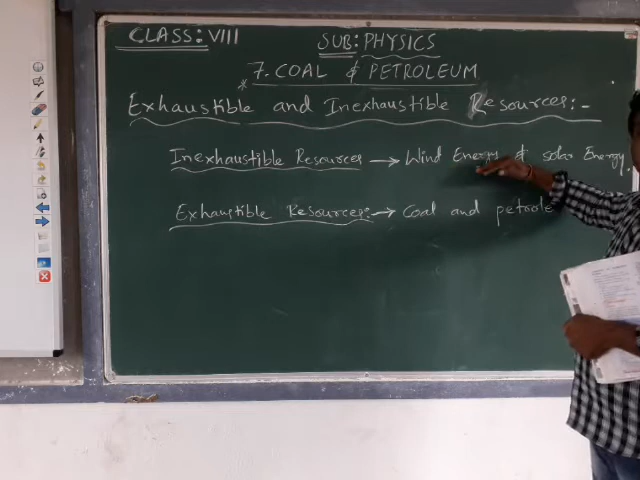 CLASS: VIII
SUB: PHYSICS
* 7. COAL & PETROLEUM
Exhaustible and Inexhaustible Resources:-
Inexhaustible Resources → Wind Energy & solar Energy.
Exhaustible Resources:→ Coal and petrole